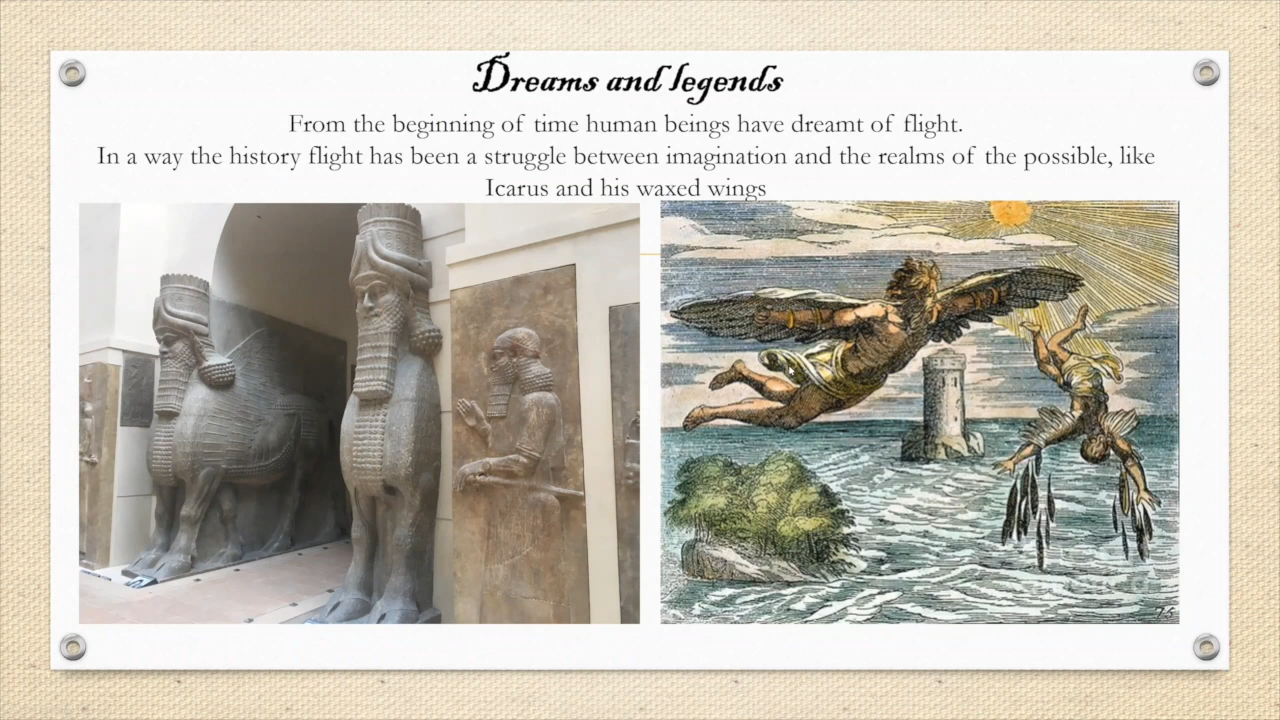 Dreams and legends
From the beginning of time human beings have dreamt of flight.
In a way the history flight has been a struggle between imagination and the realms of the possible, like
Icarus and his waxed wings